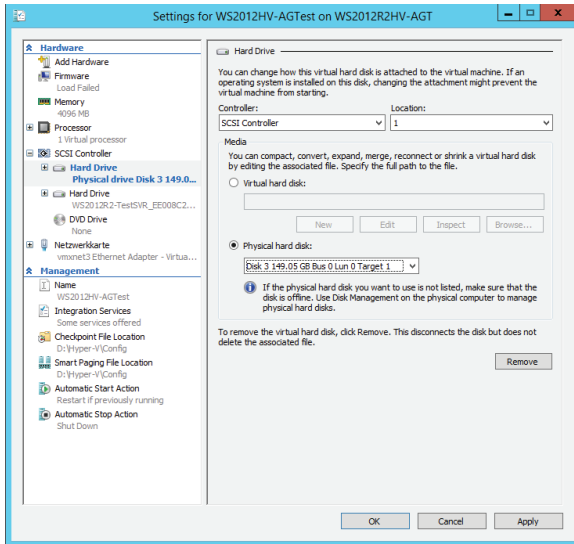 Settings for WS2012HV-AGTest on WS2012R2HV-AGT
Hardware
Add Hardware
Firmware
Load Failed
Memory
4096 MB
Processor
1 Virtual processor
SCSI Controller
Hard Drive
Physical drive Disk 3 149.0...
Hard Drive
WS2012R2-TestSVR_EE008C2...
DVD Drive
None
Netzwerkkarte
vmxnet3 Ethernet Adapter - Virtua...
Management
Name
WS2012HV-AGTest
Integration Services
Some services offered
Checkpoint File Location
D:\Hyper-V\Config
Smart Paging File Location
D:\Hyper-V\Config
Automatic Start Action
Restart if previously running
Automatic Stop Action
Shut Down
Hard Drive
You can change how this virtual hard disk is attached to the virtual machine. If an
operating system is installed on this disk, changing the attachment might prevent the
virtual machine from starting.
Controller: Location:
SCSI Controller 1
Media
You can compact, convert, expand, merge, reconnect or shrink a virtual hard disk
by editing the associated file. Specify the full path to the file.
Virtual hard disk:
New Edit Inspect Browse...
Physical hard disk:
Disk 3 149.05 GB Bus 0 Lun 0 Target 1
If the physical hard disk you want to use is not listed, make sure that the
disk is offline. Use Disk Management on the physical computer to manage
physical hard disks.
To remove the virtual hard disk, click Remove. This disconnects the disk but does not
delete the associated file.
Remove
OK Cancel Apply